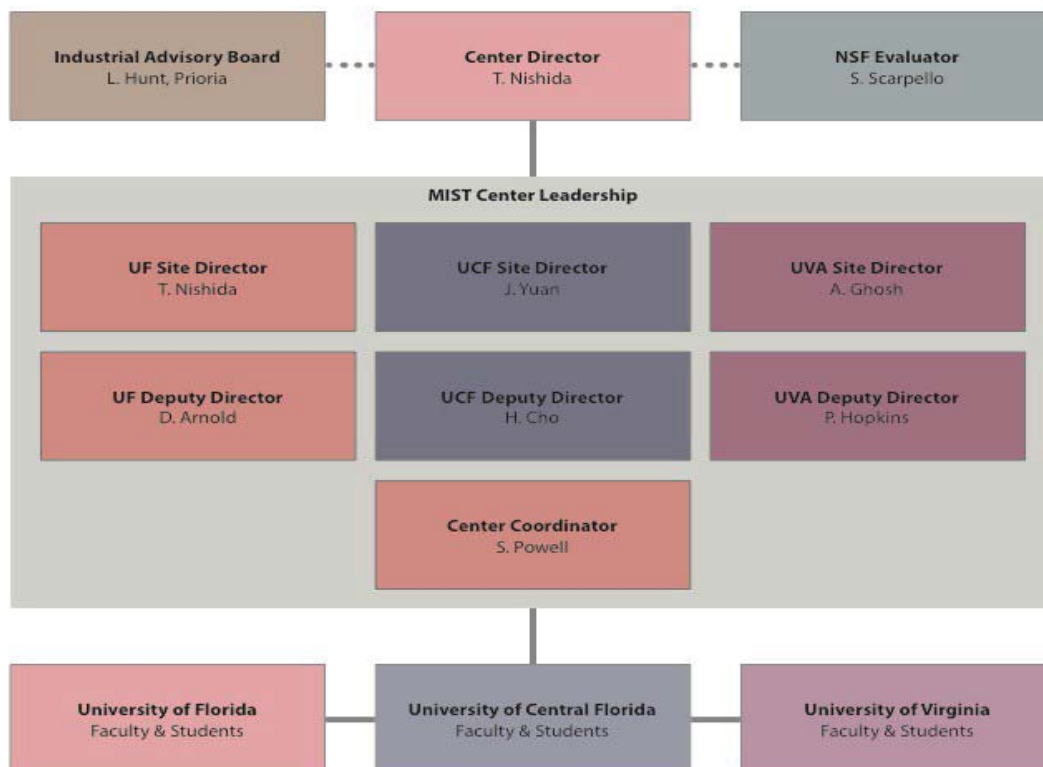 Industrial Advisory Board
L. Hunt, Prioria
Center Director
T. Nishida
NSF Evaluator
S. Scarpello
MIST Center Leadership
UF Site Director
T. Nishida
UCF Site Director
J. Yuan
UVA Site Director
A. Ghosh
UF Deputy Director
D. Arnold
UCF Deputy Director
H. Cho
UVA Deputy Director
P. Hopkins
Center Coordinator
S. Powell
University of Florida
Faculty & Students
University of Central Florida
Faculty & Students
University of Virginia
Faculty & Students